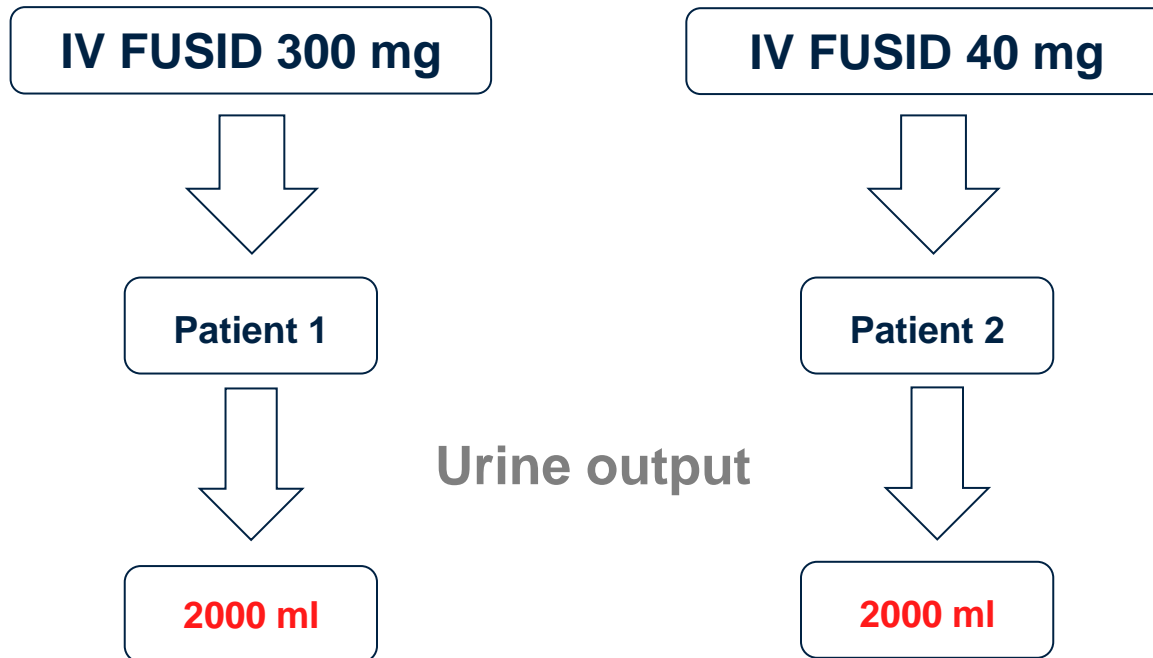 IV FUSID 300 mg
IV FUSID 40 mg
Patient 1
Patient 2
Urine output
2000 ml
2000 ml